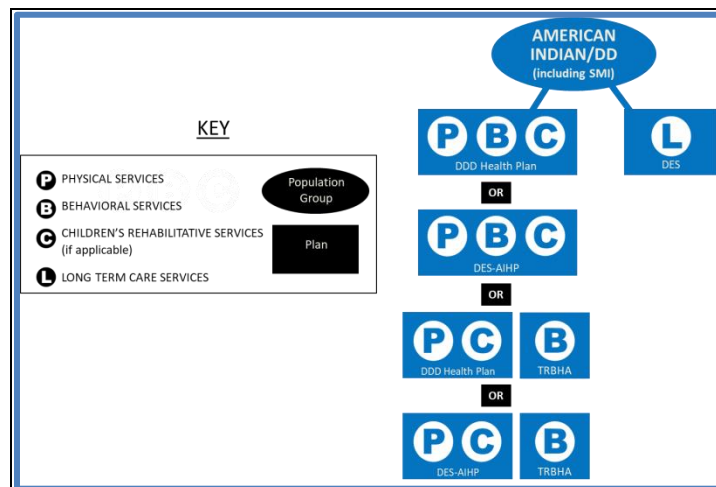 AMERICAN
INDIAN/DD
(including SMI)
KEY
P PHYSICAL SERVICES
B BEHAVIORAL SERVICES
C CHILDREN'S REHABILITATIVE SERVICES
(if applicable)
L LONG TERM CARE SERVICES
Population
Group
Plan
P B C
DDD Health Plan
L
DES
OR
P B C
DES-AIHP
OR
P C
DDD Health Plan
B
TRBHA
OR
P C
DES-AIHP
B
TRBHA